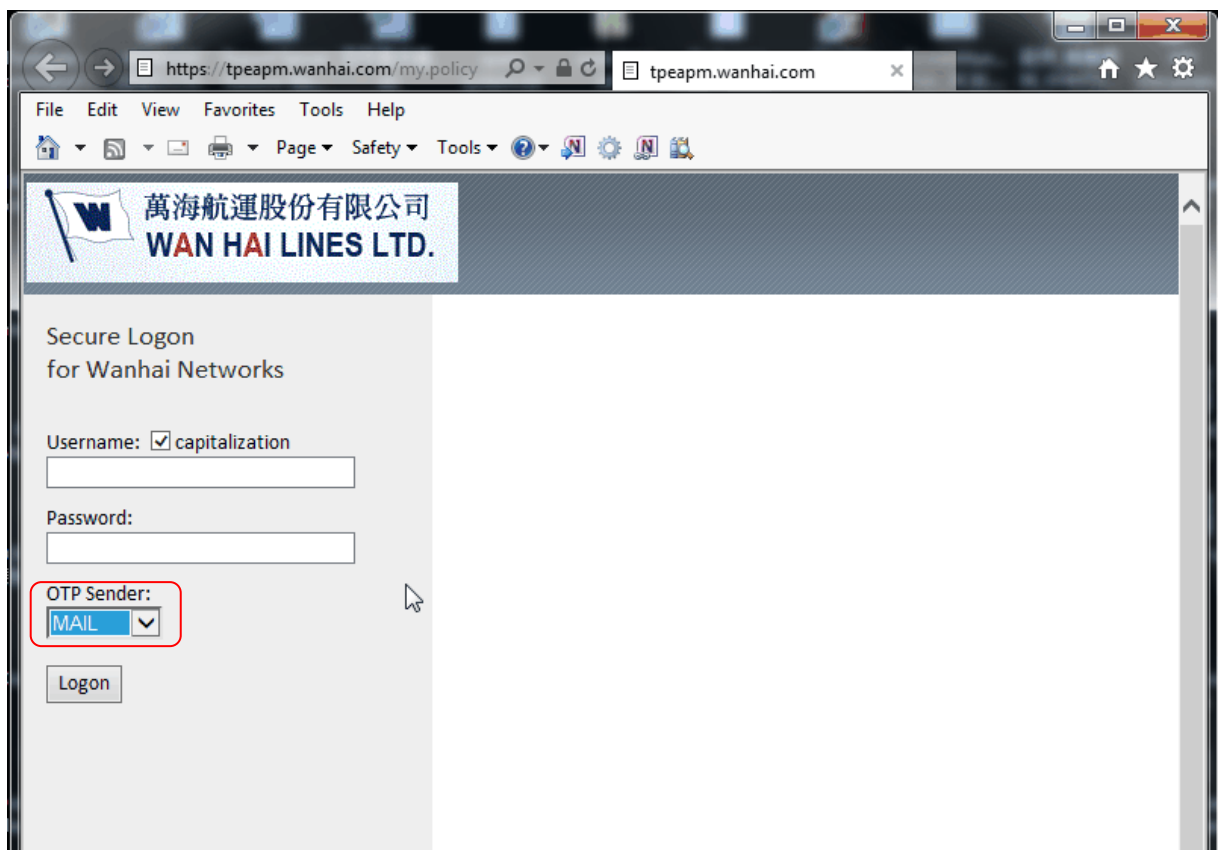 https://tpeapm.wanhai.com/my.policy
tpeapm.wanhai.com
File Edit View Favorites Tools Help
Page Safety Tools
W
萬海航運股份有限公司
WAN HAI LINES LTD.
Secure Logon
for Wanhai Networks
Username: capitalization
Password:
OTP Sender:
MAIL
Logon